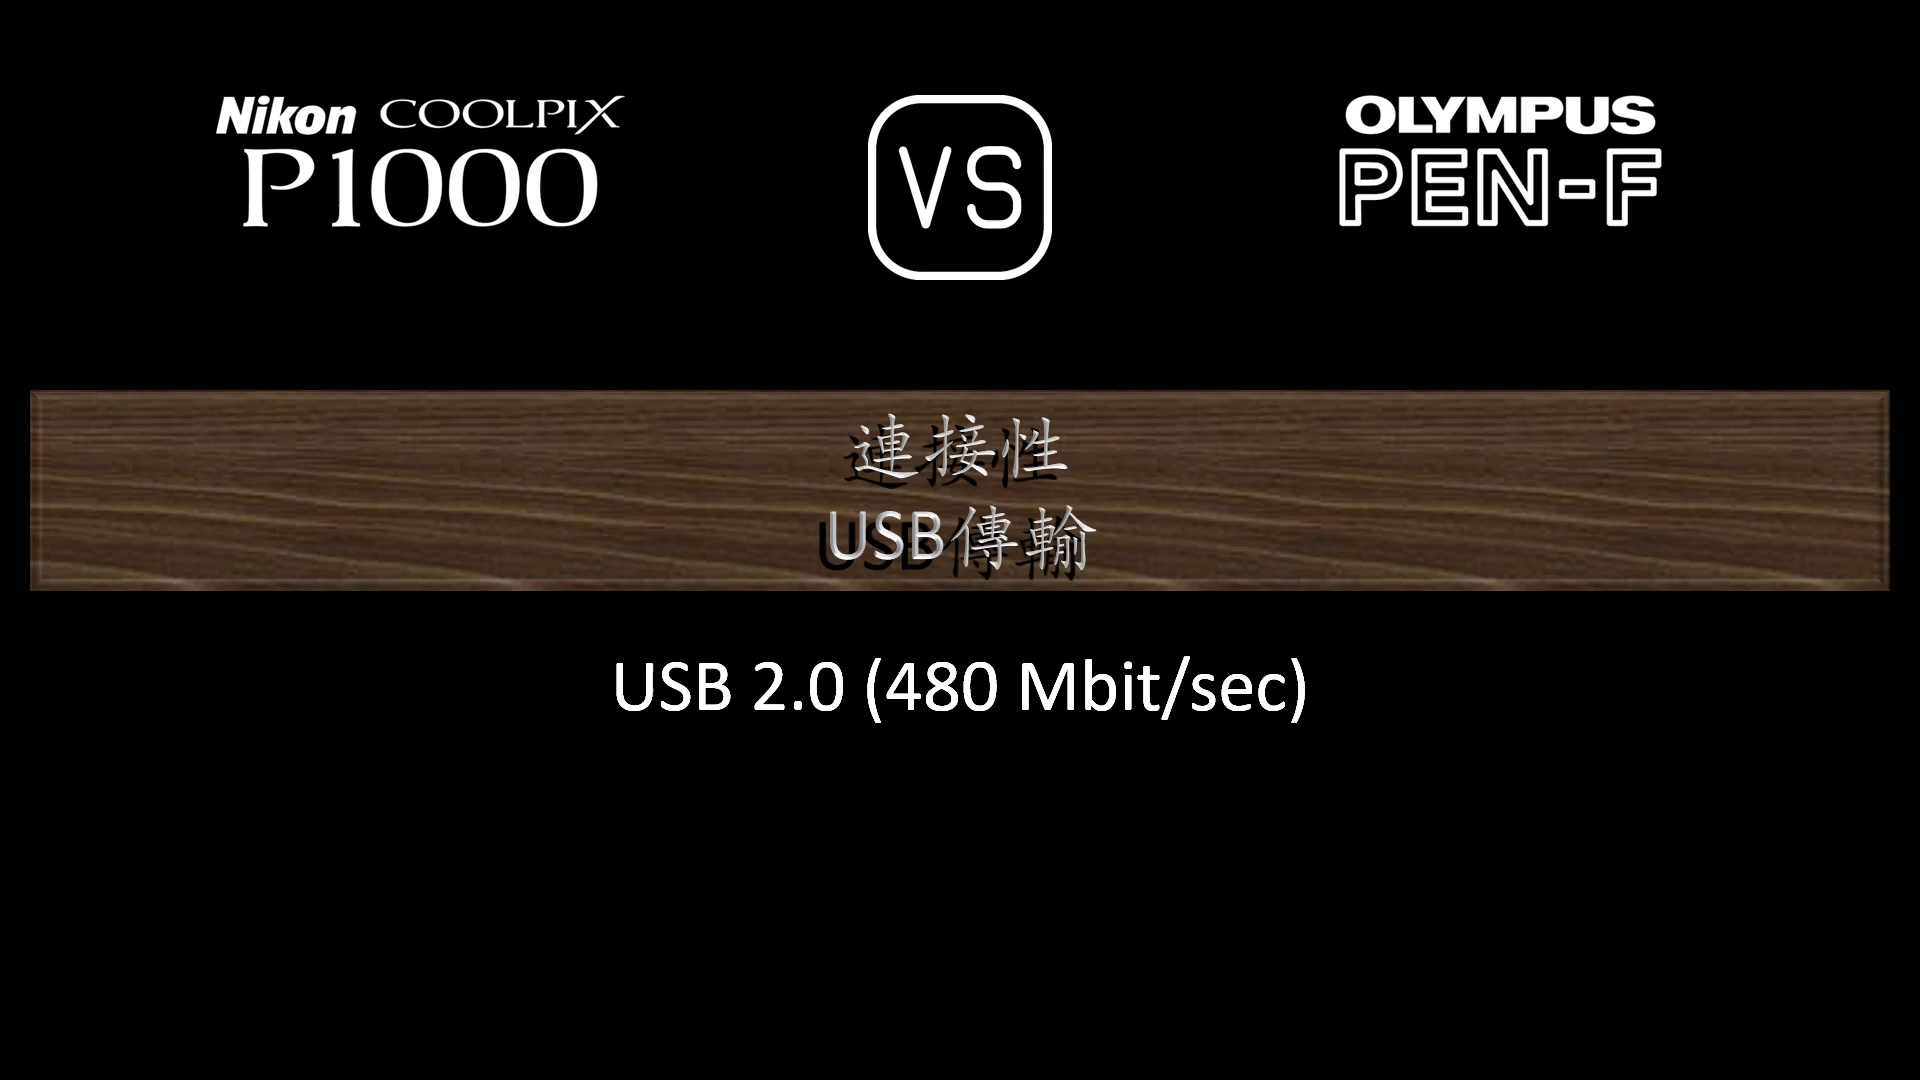 Nikon COOLPIX
P1000
VS
OLYMPUS
PEN-F
連接性
USB傳輸
USB 2.0 (480 Mbit/sec)